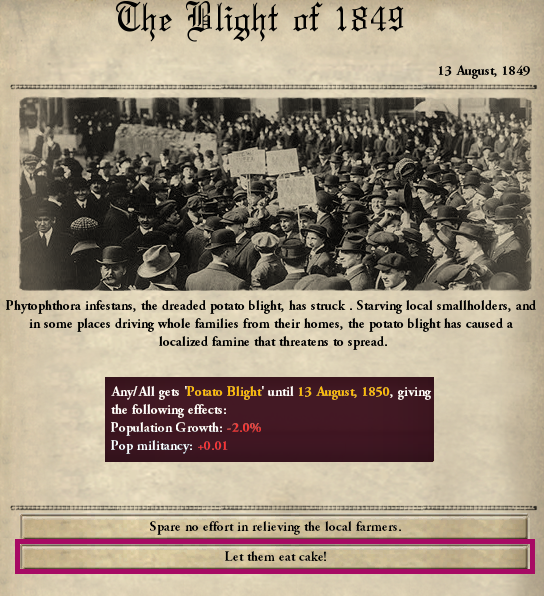 The Blight of 1849
13 August, 1849
Phytophthora infestans, the dreaded potato blight, has struck . Starving local smallholders, and
in some places driving whole families from their homes, the potato blight has caused a
localized famine that threatens to spread.
Any/All gets 'Potato Blight' until 13 August, 1850, giving
the following effects:
Population Growth: -2.0%
Pop militancy: +0.01
Spare no effort in relieving the local farmers.
Let them eat cake!